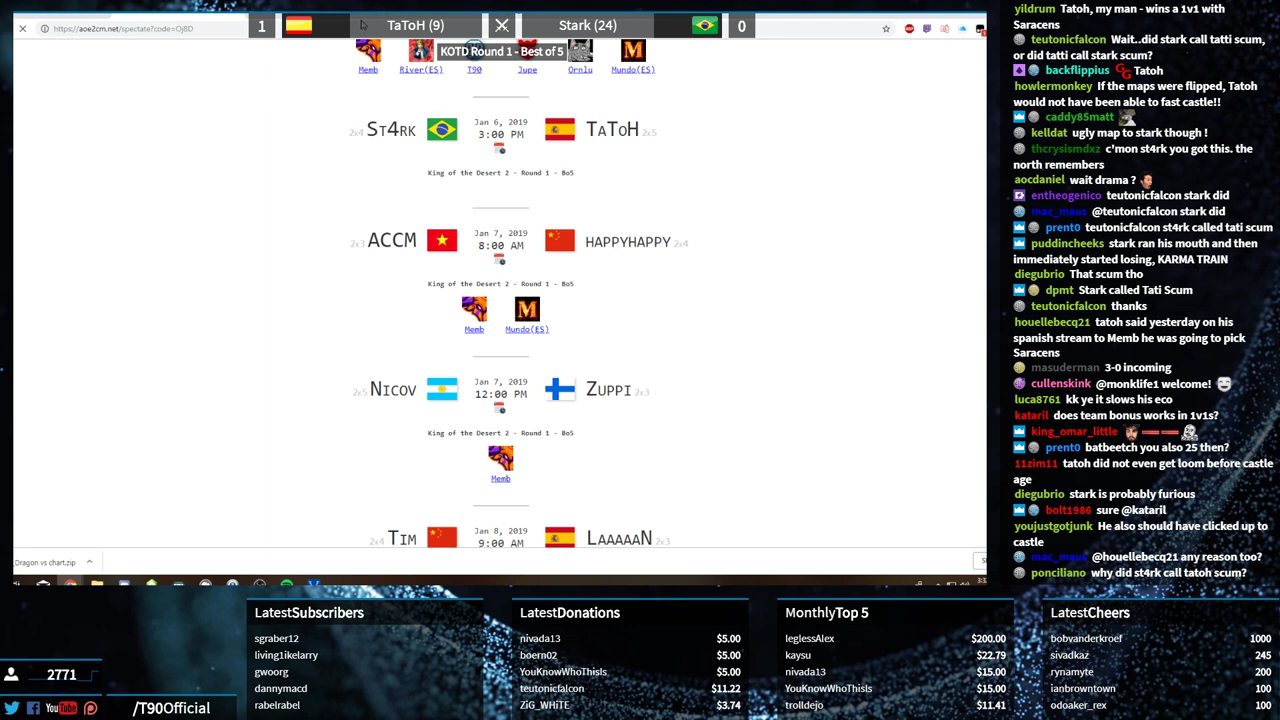 https://aoe2cm.net/spectate?code=OjBD
1
TaToH (9)
Stark (24)
0
KOTD Round 1 - Best of 5
Memb
River(ES)
T90
Jupe
Ornlu
Mundo(ES)
2x4 ST4RK
Jan 6, 2019
3:00 PM
TATOH 2x5
King of the Desert 2 - Round 1 - Bo5
2x3 ACCM
Jan 7, 2019
8:00 AM
HAPPYHAPPY 2x4
King of the Desert 2 - Round 1 - Bo5
Memb
Mundo(ES)
2x5 NICOV
Jan 7, 2019
12:00 PM
ZUPPI 2x3
King of the Desert 2 - Round 1 - Bo5
Memb
2x4 TIM
Jan 8, 2019
9:00 AM
LAAAAAN 2x3
Dragon vs chart.zip
yildrum Tatoh, my man - wins a 1v1 with
Saracens
teutonicfalcon Wait..did stark call tatti scum,
or did tatti call stark scum?
backflippius GG Tatoh
howlermonkey If the maps were flipped, Tatoh
would not have been able to fast castle!!
caddy85matt
kelldat ugly map to stark though !
thcrysismdxz c'mon st4rk you got this. the
north remembers
aocdaniel wait drama ?
entheogenico teutonicfalcon stark did
mac_maus @teutonicfalcon stark did
prent0 teutonicfalcon st4rk called tati scum
puddincheeks stark ran his mouth and then
immediately started losing, KARMA TRAIN
diegubrio That scum tho
dpmt Stark called Tati Scum
teutonicfalcon thanks
houellebecq21 tatoh said yesterday on his
spanish stream to Memb he was going to pick
Saracens
masuderman 3-0 incoming
cullenskink @monklife1 welcome!
luca8761 kk ye it slows his eco
kataril does team bonus works in 1v1s?
king_omar_little
prent0 batbeetch you also 25 then?
11zim11 tatoh did not even get loom before castle
age
diegubrio stark is probably furious
bolt1986 sure @kataril
youjustgotjunk He also should have clicked up to
castle
mac_maus @houellebecq21 any reason too?
ponciliano why did st4rk call tatoh scum?
LatestSubscribers
sgraber12
living1ikelarry
gwoorg
dannymacd
rabelrabel
LatestDonations
nivada13 $5.00
boern02 $5.00
YouKnowWhoThisIs $5.00
teutonicfalcon $11.22
ZiG_WHiTE $3.74
MonthlyTop 5
leglessAlex $200.00
kaysu $22.79
nivada13 $15.00
YouKnowWhoThisIs $15.00
trolldejo $11.41
LatestCheers
bobvanderkroef 1000
sivadkaz 245
rynamyte 200
ianbrowntown 100
odoaker_rex 100
2771
You Tube
/T90Official